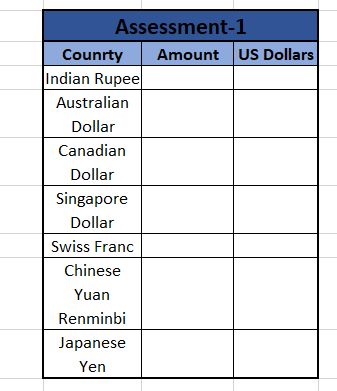 Assessment-1
Counrty Amount US Dollars
Indian Rupee
Australian
Dollar
Canadian
Dollar
Singapore
Dollar
Swiss Franc
Chinese
Yuan
Renminbi
Japanese
Yen